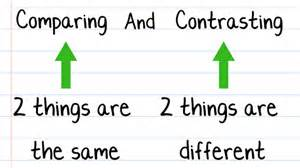 Comparing And Contrasting
2 things are 2 things are
the same different